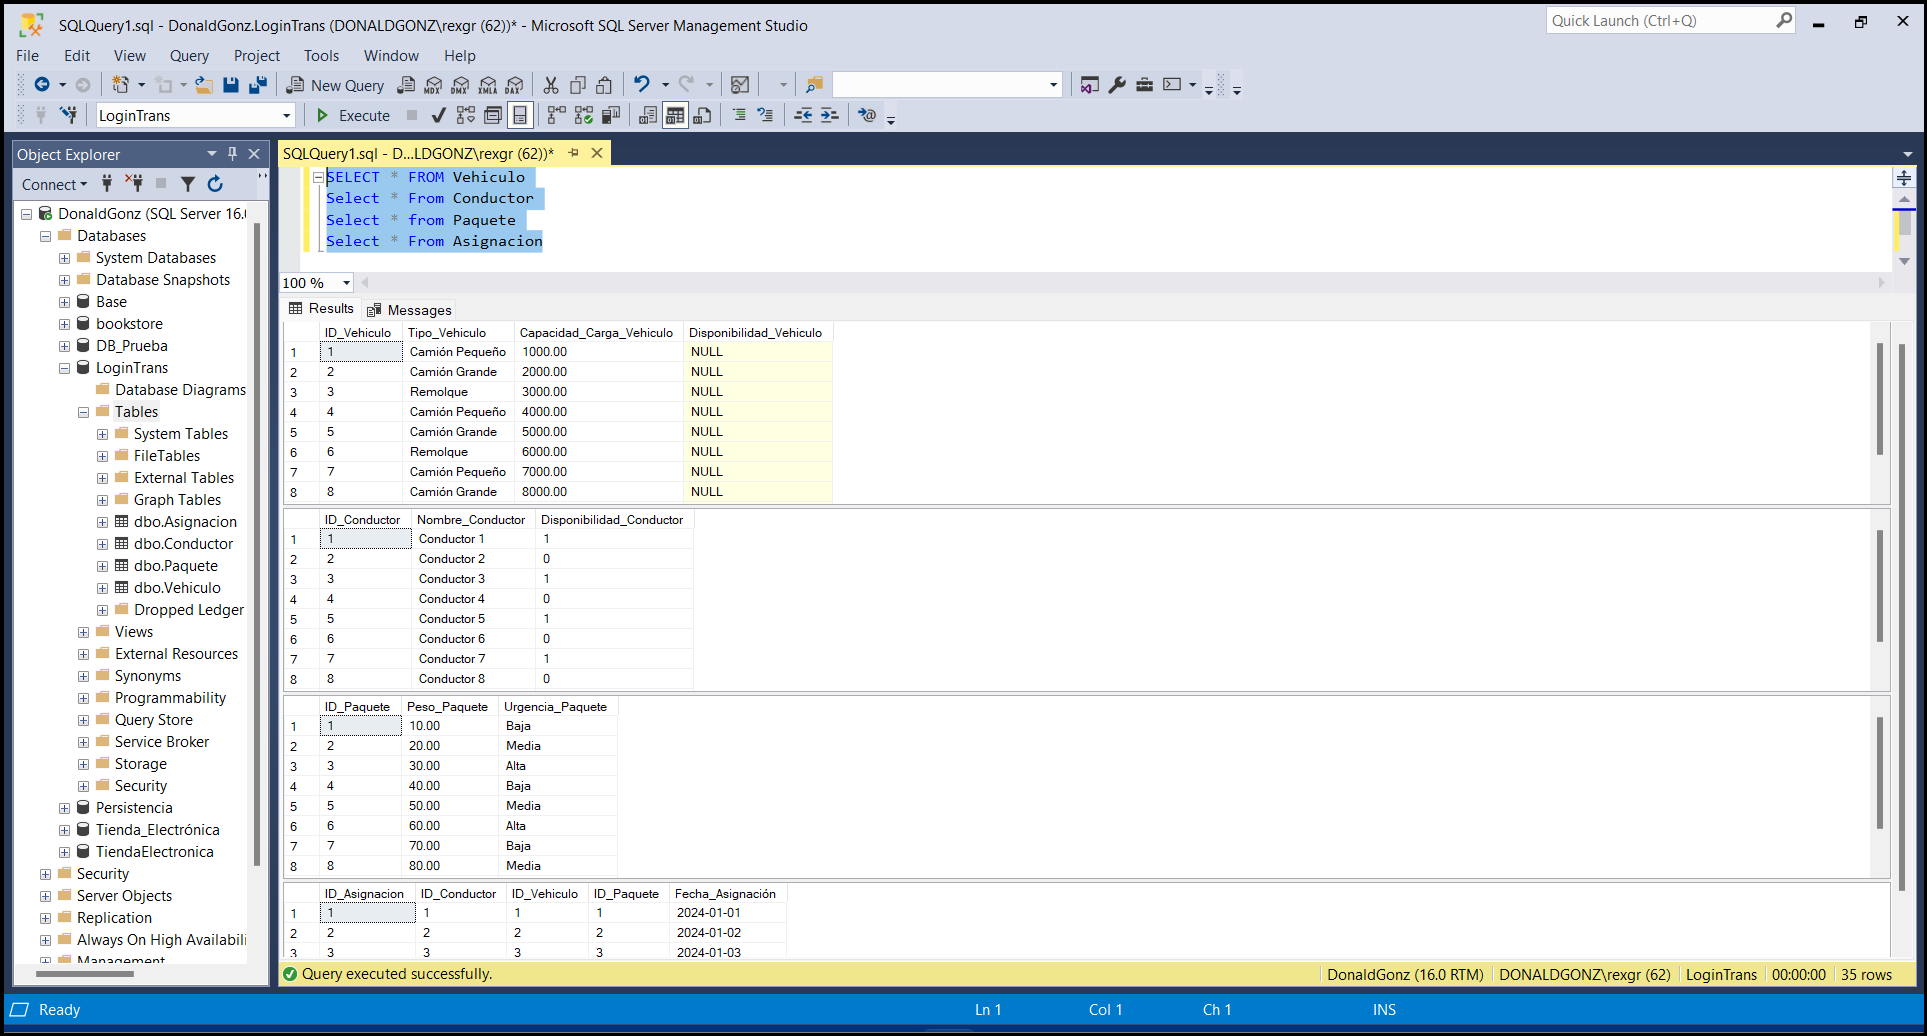 SQLQuery1.sql - DonaldGonz.LoginTrans (DONALDGONZ\rexgr (62))* - Microsoft SQL Server Management Studio
Quick Launch (Ctrl+Q)
File Edit View Query Project Tools Window Help
New Query MDX DMX XMLA DAX
LoginTrans Execute
Object Explorer
Connect
DonaldGonz (SQL Server 16.
Databases
System Databases
Database Snapshots
Base
bookstore
DB_Prueba
LoginTrans
Database Diagrams
Tables
System Tables
FileTables
External Tables
Graph Tables
dbo.Asignacion
dbo.Conductor
dbo.Paquete
dbo.Vehiculo
Dropped Ledger
Views
External Resources
Synonyms
Programmability
Query Store
Service Broker
Storage
Security
Persistencia
Tienda_Electrónica
TiendaElectronica
Security
Server Objects
Replication
Always On High Availabili
Management
SQLQuery1.sql - D...LDGONZ\rexgr (62))*
SELECT * FROM Vehiculo
Select * From Conductor
Select * from Paquete
Select * From Asignacion
100 %
Results Messages
ID_Vehiculo Tipo_Vehiculo Capacidad_Carga_Vehiculo Disponibilidad_Vehiculo
1 1 Camión Pequeño 1000.00 NULL
2 2 Camión Grande 2000.00 NULL
3 3 Remolque 3000.00 NULL
4 4 Camión Pequeño 4000.00 NULL
5 5 Camión Grande 5000.00 NULL
6 6 Remolque 6000.00 NULL
7 7 Camión Pequeño 7000.00 NULL
8 8 Camión Grande 8000.00 NULL
ID_Conductor Nombre_Conductor Disponibilidad_Conductor
1 1 Conductor 1 1
2 2 Conductor 2 0
3 3 Conductor 3 1
4 4 Conductor 4 0
5 5 Conductor 5 1
6 6 Conductor 6 0
7 7 Conductor 7 1
8 8 Conductor 8 0
ID_Paquete Peso_Paquete Urgencia_Paquete
1 1 10.00 Baja
2 2 20.00 Media
3 3 30.00 Alta
4 4 40.00 Baja
5 5 50.00 Media
6 6 60.00 Alta
7 7 70.00 Baja
8 8 80.00 Media
ID_Asignacion ID_Conductor ID_Vehiculo ID_Paquete Fecha_Asignación
1 1 1 1 1 2024-01-01
2 2 2 2 2 2024-01-02
3 3 3 3 3 2024-01-03
Query executed successfully. DonaldGonz (16.0 RTM) DONALDGONZ\rexgr (62) LoginTrans 00:00:00 35 rows
Ready Ln 1 Col 1 Ch 1 INS